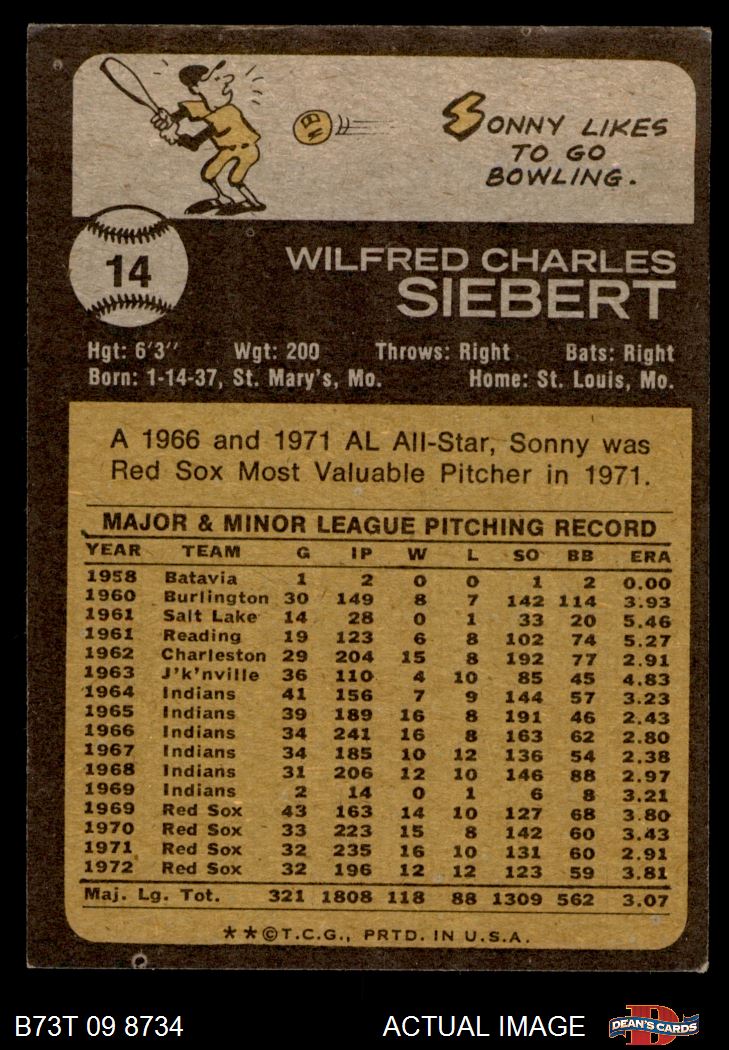 SONNY LIKES
TO GO
BOWLING.
14
WILFRED CHARLES
SIEBERT
Hgt: 6'3" Wgt: 200 Throws: Right Bats: Right
Born: 1-14-37, St. Mary's, Mo. Home: St. Louis, Mo.
A 1966 and 1971 AL All-Star, Sonny was
Red Sox Most Valuable Pitcher in 1971.
MAJOR & MINOR LEAGUE PITCHING RECORD
YEAR TEAM G IP W L SO BB ERA
1958 Batavia 1 2 0 0 1 2 0.00
1960 Burlington 30 149 8 7 142 114 3.93
1961 Salt Lake 14 28 0 1 33 20 5.46
1961 Reading 19 123 6 8 102 74 5.27
1962 Charleston 29 204 15 8 192 77 2.91
1963 J'k'nville 36 110 4 10 85 45 4.83
1964 Indians 41 156 7 9 144 57 3.23
1965 Indians 39 189 16 8 191 46 2.43
1966 Indians 34 241 16 8 163 62 2.80
1967 Indians 34 185 10 12 136 54 2.38
1968 Indians 31 206 12 10 146 88 2.97
1969 Indians 2 14 0 1 6 8 3.21
1969 Red Sox 43 163 14 10 127 68 3.80
1970 Red Sox 33 223 15 8 142 60 3.43
1971 Red Sox 32 235 16 10 131 60 2.91
1972 Red Sox 32 196 12 12 123 59 3.81
Maj. Lg. Tot. 321 1808 118 88 1309 562 3.07
**©T.C.G., PRTD. IN U.S.A.
B73T 09 8734 ACTUAL IMAGE DEAN'S CARDS